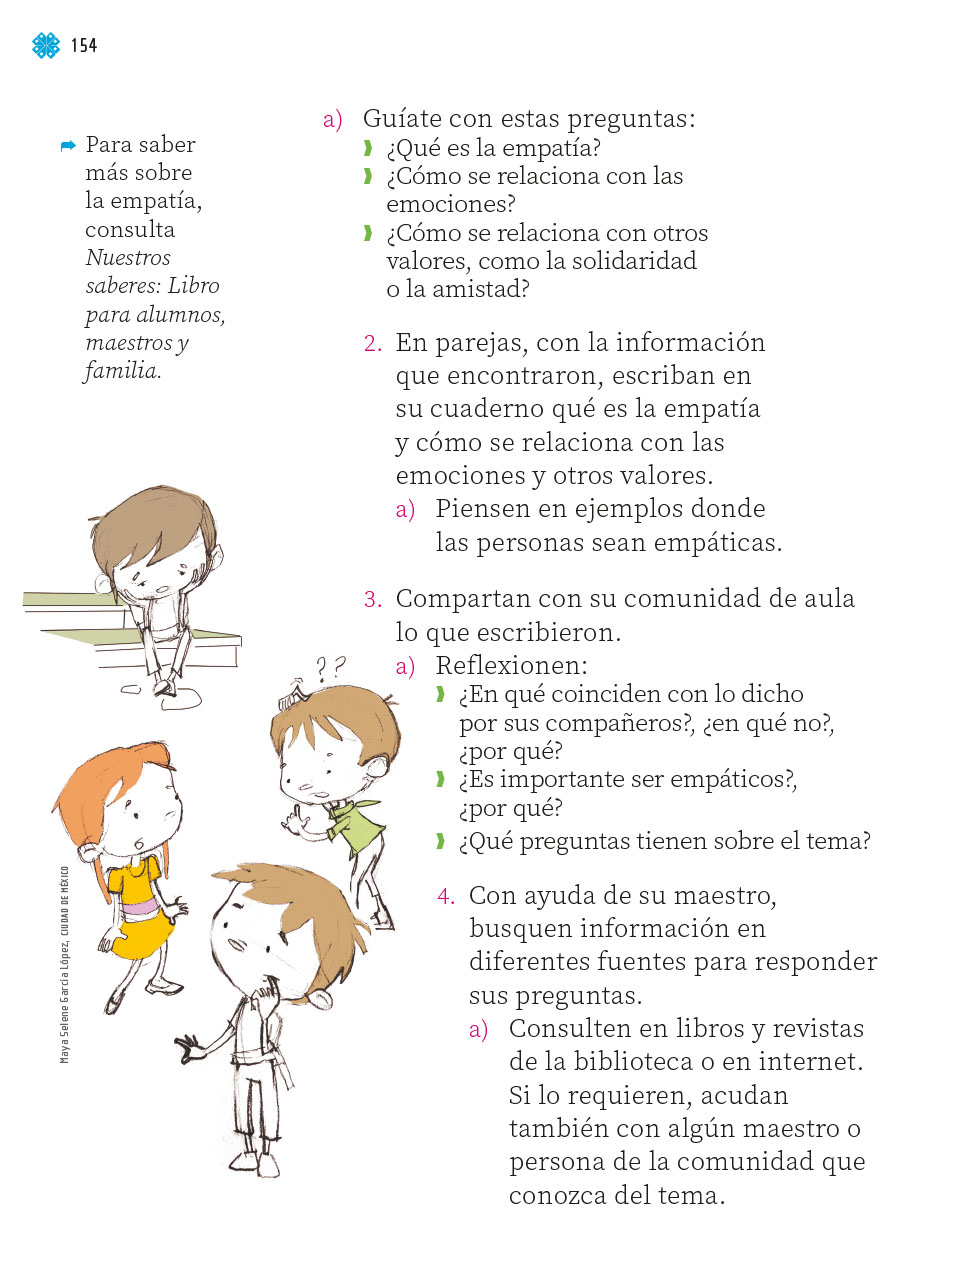 154
Para saber
más sobre
la empatía,
consulta
Nuestros
saberes: Libro
para alumnos,
maestros y
familia.
a) Guíate con estas preguntas:
¿Qué es la empatía?
¿Cómo se relaciona con las
emociones?
¿Cómo se relaciona con otros
valores, como la solidaridad
o la amistad?
2. En parejas, con la información
que encontraron, escriban en
su cuaderno qué es la empatía
y cómo se relaciona con las
emociones y otros valores.
a) Piensen en ejemplos donde
las personas sean empáticas.
3. Compartan con su comunidad de aula
lo que escribieron.
a) Reflexionen:
¿En qué coinciden con lo dicho
por sus compañeros?, ¿en qué no?,
¿por qué?
¿Es importante ser empáticos?,
¿por qué?
¿Qué preguntas tienen sobre el tema?
4. Con ayuda de su maestro,
busquen información en
diferentes fuentes para responder
sus preguntas.
a) Consulten en libros y revistas
de la biblioteca o en internet.
Si lo requieren, acudan
también con algún maestro o
persona de la comunidad que
conozca del tema.
? ?
Maya Selene García López, CIUDAD DE MÉXICO